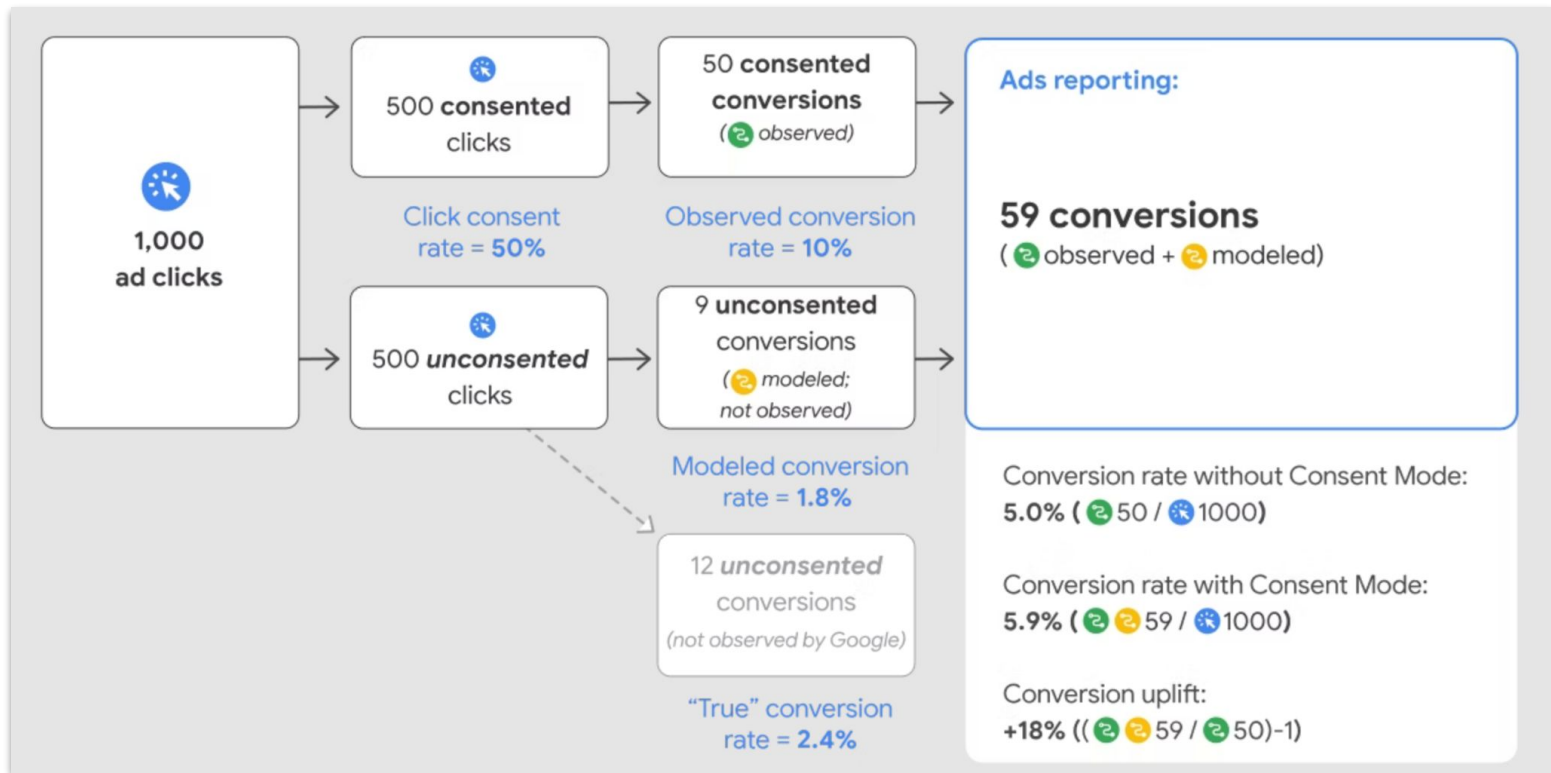 1,000
ad clicks
500 consented
clicks
Click consent
rate = 50%
50 consented
conversions
(observed)
Observed conversion
rate = 10%
500 unconsented
clicks
9 unconsented
conversions
(modeled;
not observed)
Modeled conversion
rate = 1.8%
12 unconsented
conversions
(not observed by Google)
“True” conversion
rate = 2.4%
Ads reporting:
59 conversions
( observed + modeled)
Conversion rate without Consent Mode:
5.0% ( 50 / 1000)
Conversion rate with Consent Mode:
5.9% ( 59 / 1000)
Conversion uplift:
+18% (( 59 / 50)-1)